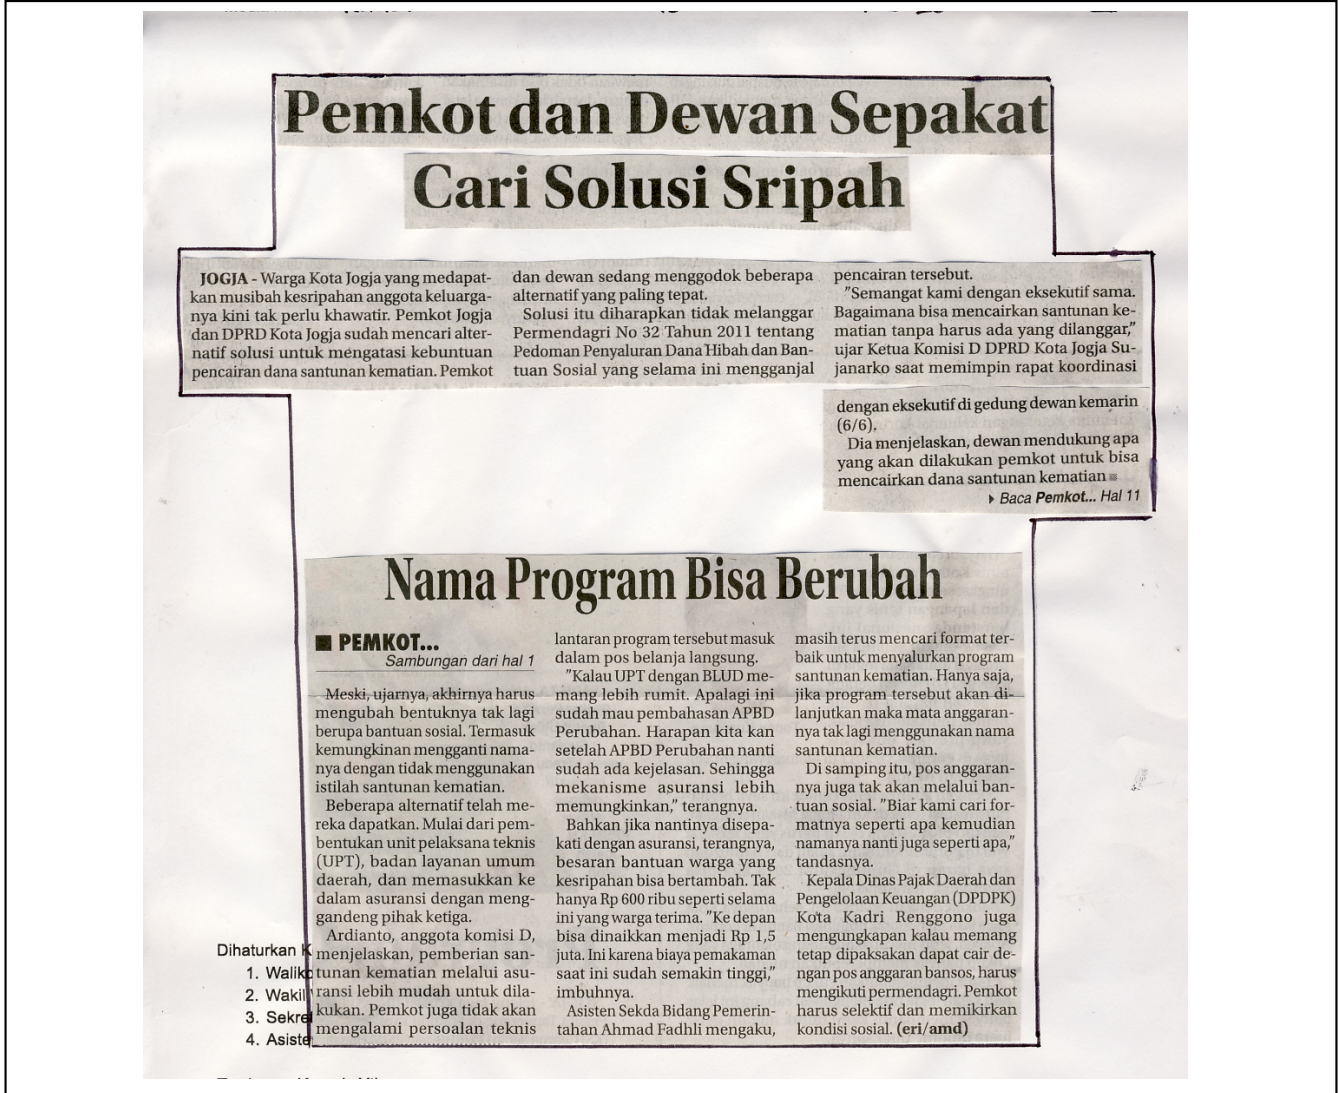 Pemkot dan Dewan Sepakat
Cari Solusi Sripah
JOGJA - Warga Kota Jogja yang medapat-
kan musibah kesripahan anggota keluarga-
nya kini tak perlu khawatir. Pemkot Jogja
dan DPRD Kota Jogja sudah mencari alter-
natif solusi untuk mengatasi kebuntuan
pencairan dana santunan kematian. Pemkot
dan dewan sedang menggodok beberapa
alternatif yang paling tepat.
Solusi itu diharapkan tidak melanggar
Permendagri No 32 Tahun 2011 tentang
Pedoman Penyaluran Dana Hibah dan Ban-
tuan Sosial yang selama ini mengganjal
pencairan tersebut.
"Semangat kami dengan eksekutif sama.
Bagaimana bisa mencairkan santunan ke-
matian tanpa harus ada yang dilanggar,"
ujar Ketua Komisi D DPRD Kota Jogja Su-
janarko saat memimpin rapat koordinasi
dengan eksekutif di gedung dewan kemarin
(6/6).
Dia menjelaskan, dewan mendukung apa
yang akan dilakukan pemkot untuk bisa
mencairkan dana santunan kematian
Baca Pemkot... Hal 11
Nama Program Bisa Berubah
PEMKOT...
Sambungan dari hal 1
Meski, ujarnya, akhirnya harus
mengubah bentuknya tak lagi
berupa bantuan sosial. Termasuk
kemungkinan mengganti nama-
nya dengan tidak menggunakan
istilah santunan kematian.
Beberapa alternatif telah me-
reka dapatkan. Mulai dari pem-
bentukan unit pelaksana teknis
(UPT), badan layanan umum
daerah, dan memasukkan ke
dalam asuransi dengan meng-
gandeng pihak ketiga.
Ardianto, anggota komisi D,
menjelaskan, pemberian san-
tunan kematian melalui asu-
ransi lebih mudah untuk dila-
kukan. Pemkot juga tidak akan
mengalami persoalan teknis
lantaran program tersebut masuk
dalam pos belanja langsung.
"Kalau UPT dengan BLUD me-
mang lebih rumit. Apalagi ini
sudah mau pembahasan APBD
Perubahan. Harapan kita kan
setelah APBD Perubahan nanti
sudah ada kejelasan. Sehingga
mekanisme asuransi lebih
memungkinkan," terangnya.
Bahkan jika nantinya disepa-
kati dengan asuransi, terangnya,
besaran bantuan warga yang
kesripahan bisa bertambah. Tak
hanya Rp 600 ribu seperti selama
ini yang warga terima. "Ke depan
bisa dinaikkan menjadi Rp 1,5
juta. Ini karena biaya pemakaman
saat ini sudah semakin tinggi,"
imbuhnya.
Asisten Sekda Bidang Pemerin-
tahan Ahmad Fadhli mengaku,
masih terus mencari format ter-
baik untuk menyalurkan program
santunan kematian. Hanya saja,
jika program tersebut akan di-
lanjutkan maka mata anggaran-
nya tak lagi menggunakan nama
santunan kematian.
Di samping itu, pos anggaran-
nya juga tak akan melalui ban-
tuan sosial. "Biar kami cari for-
matnya seperti apa kemudian
namanya nanti juga seperti apa,"
tandasnya.
Kepala Dinas Pajak Daerah dan
Pengelolaan Keuangan (DPDPK)
Kota Kadri Renggono juga
mengungkapan kalau memang
tetap dipaksakan dapat cair de-
ngan pos anggaran bansos, harus
mengikuti permendagri. Pemkot
harus selektif dan memikirkan
kondisi sosial. (eri/amd)
Dihaturkan K
1. Walik
2. Wakil
3. Sekre
4. Asiste